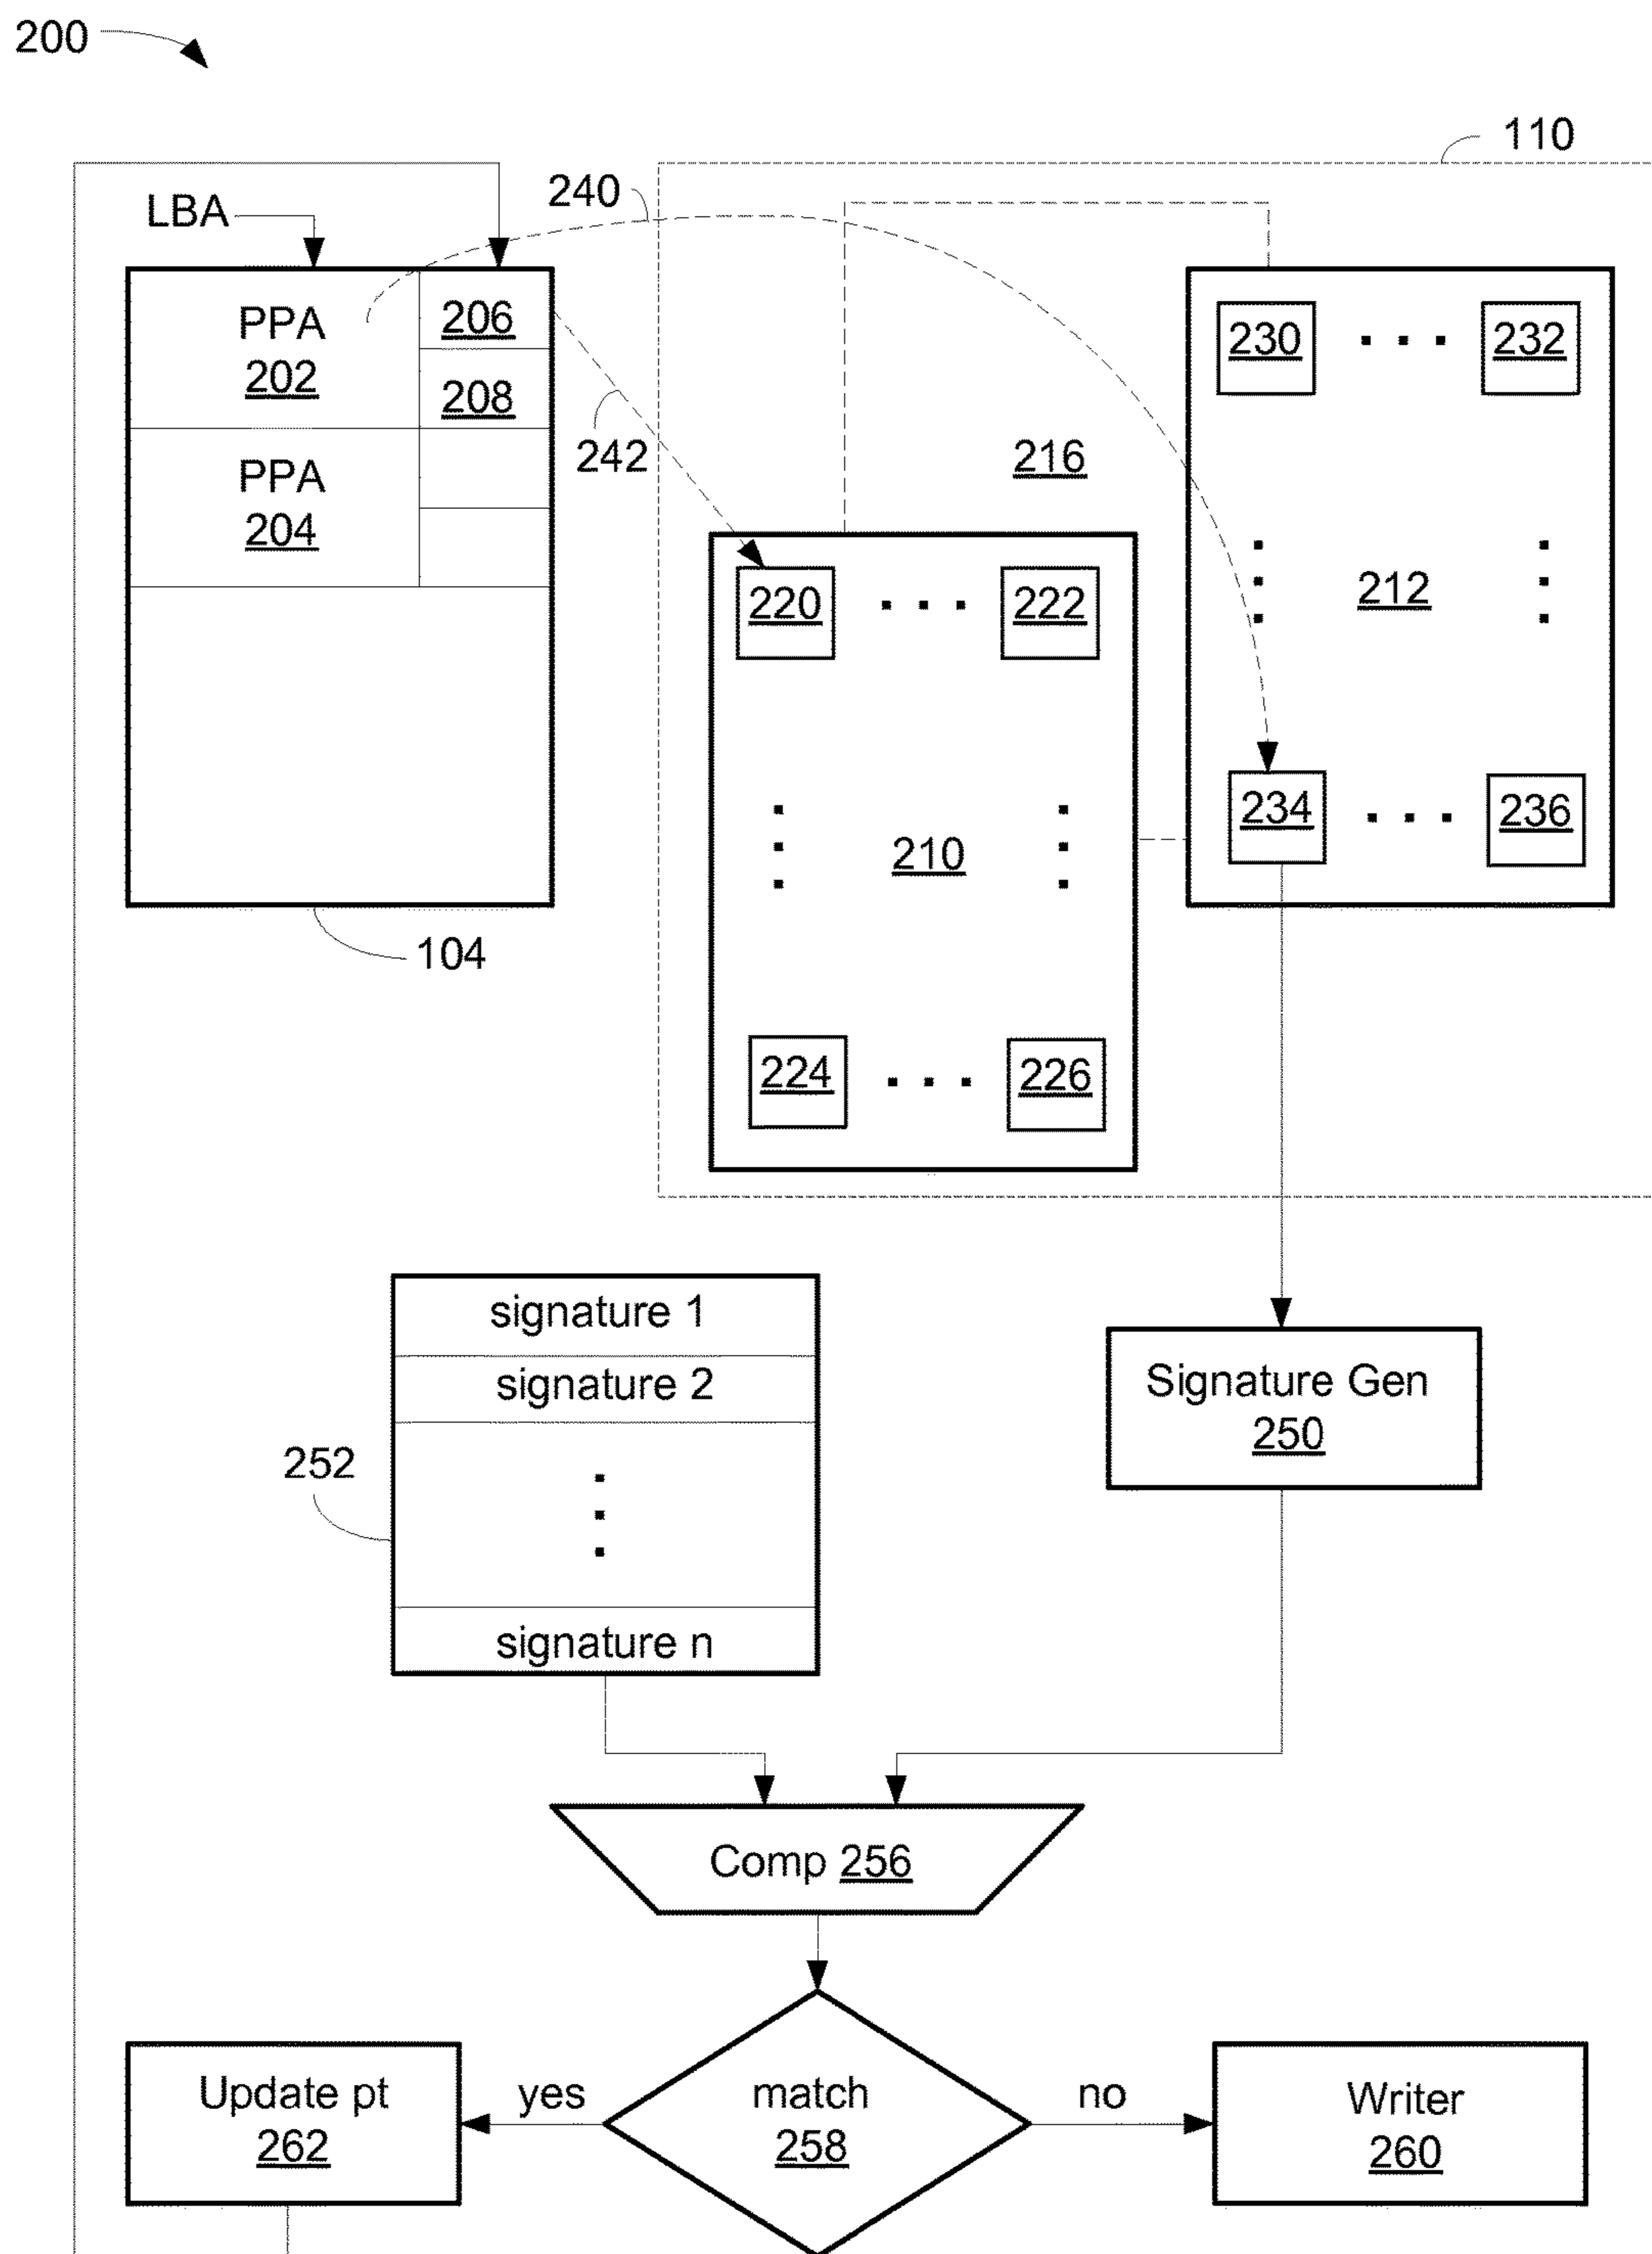 200
110
240
LBA
PPA
202
206
208
242
PPA
204
230
232
216
212
220
222
234
236
210
104
224
226
signature 1
signature 2
signature n
252
Signature Gen
250
Comp 256
match
258
yes
no
Update pt
262
Writer
260